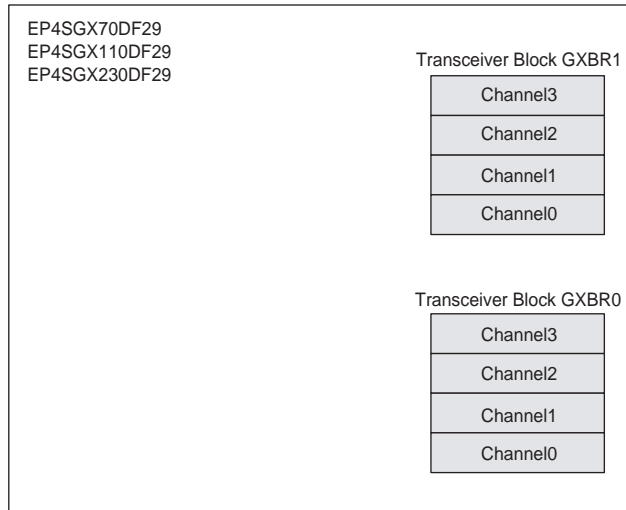 EP4SGX70DF29
EP4SGX110DF29
EP4SGX230DF29
Transceiver Block GXBR1
Channel3
Channel2
Channel1
Channel0
Transceiver Block GXBR0
Channel3
Channel2
Channel1
Channel0